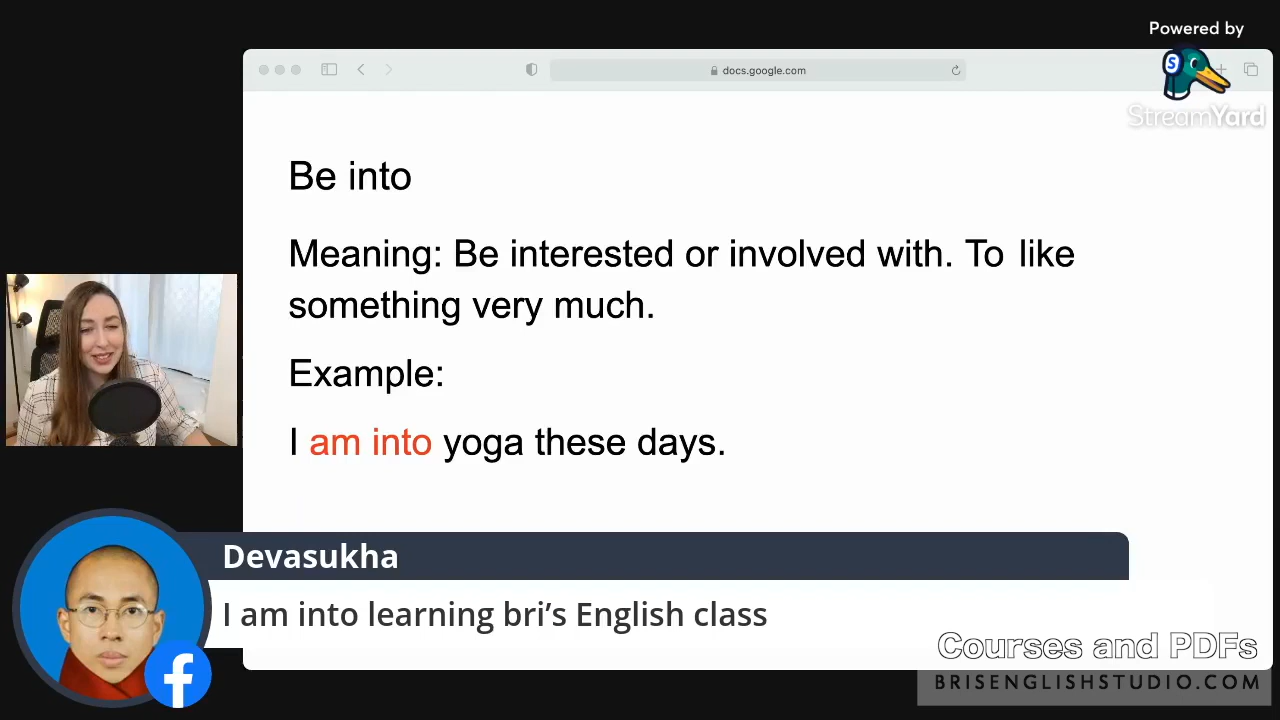 Powered by
StreamYard
docs.google.com
Be into
Meaning: Be interested or involved with. To like
something very much.
Example:
I am into yoga these days.
Devasukha
I am into learning bri’s English class
Courses and PDFs
BRISENGLISHSTUDIO.COM